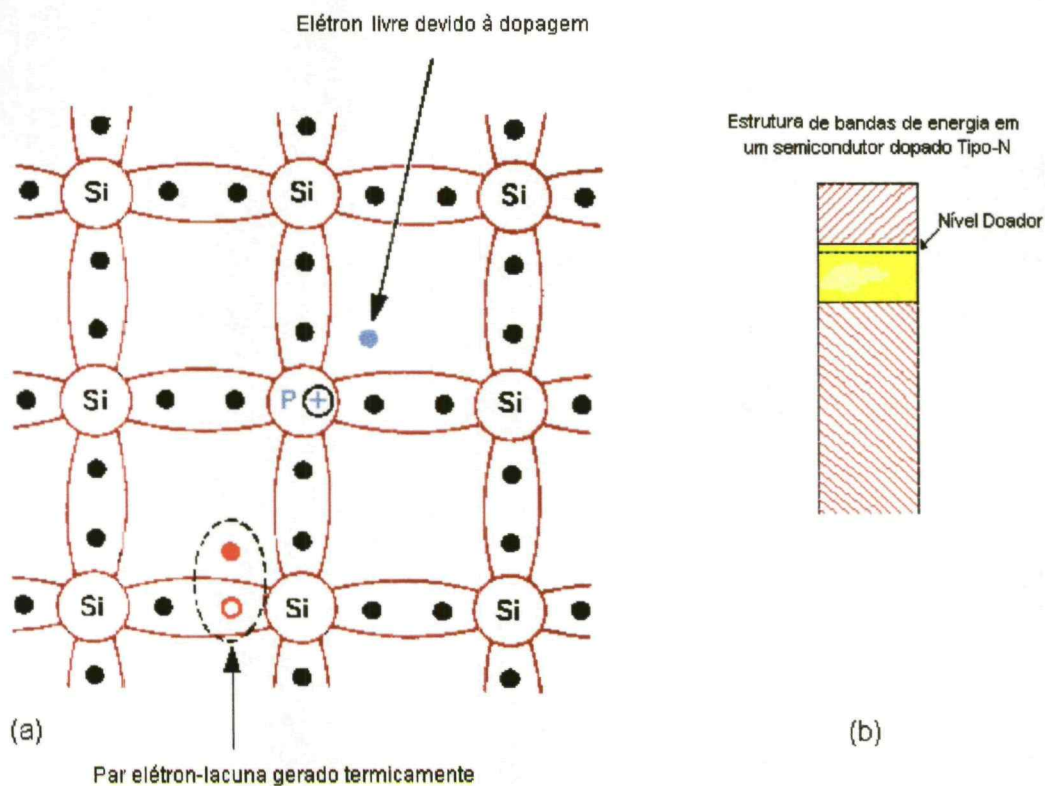 Elétron livre devido à dopagem
Estrutura de bandas de energia em
um semicondutor dopado Tipo-N
Si
Si
Si
Nível Doador
Si
P +
Si
Si
Si
Si
(a)
(b)
Par elétron-lacuna gerado termicamente